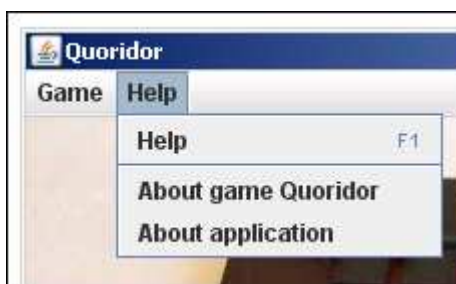 Quoridor
Game Help
Help F1
About game Quoridor
About application